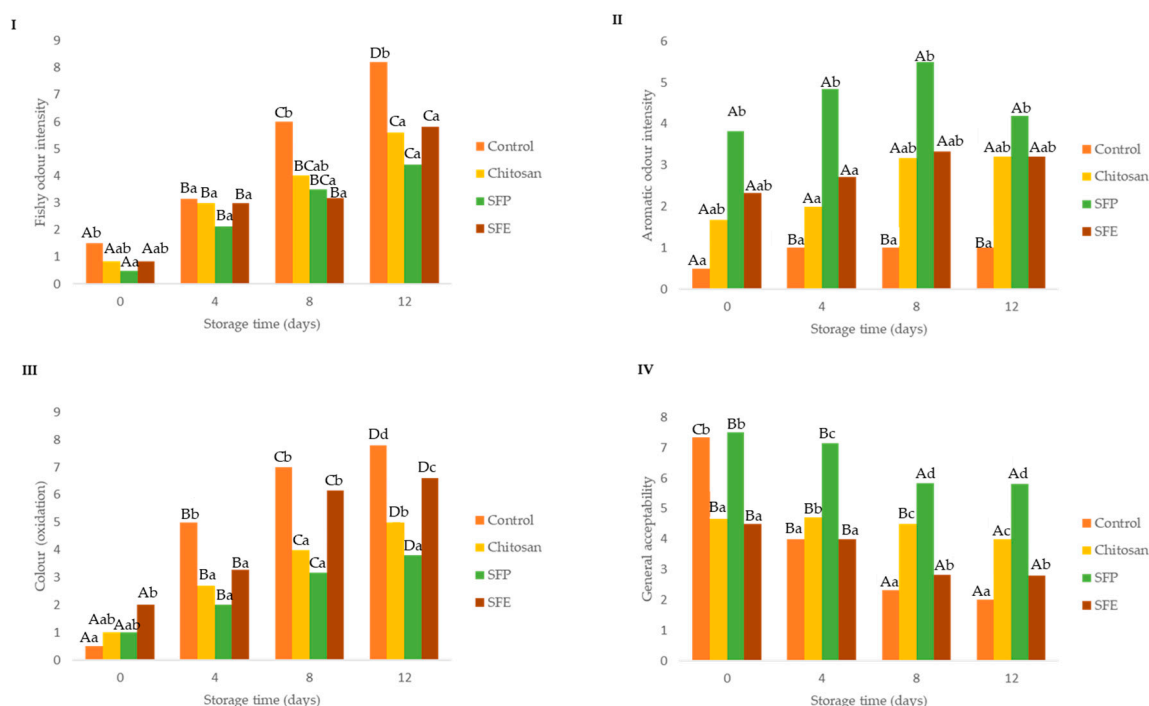 I
Fishy odour intensity
9
8
7
6
5
4
3
2
1
0
Ab
Aab
Aa
Aab
Ba
Ba
Ba
Ba
Cb
BCab
BCa
Ba
Db
Ca
Ca
Ca
0
4
8
12
Storage time (days)
Control
Chitosan
SFP
SFE
II
Aromatic odour intensity
6
5
4
3
2
1
0
Aa
Aab
Ab
Aab
Ba
Aa
Ab
Aa
Ba
Aab
Ab
Aab
Ba
Aab
Ab
Aab
0
4
8
12
Storage time (days)
Control
Chitosan
SFP
SFE
III
Colour (oxidation)
9
8
7
6
5
4
3
2
1
0
Aa
Aab
Aab
Ab
Bb
Ba
Ba
Ba
Cb
Ca
Ca
Cb
Dd
Db
Da
Dc
0
4
8
12
Storage time (days)
Control
Chitosan
SFP
SFE
IV
General acceptability
8
7
6
5
4
3
2
1
0
Cb
Ba
Bb
Ba
Ba
Bb
Bc
Ba
Aa
Bc
Ad
Ab
Aa
Ac
Ad
Ab
0
4
8
12
Storage time (days)
Control
Chitosan
SFP
SFE